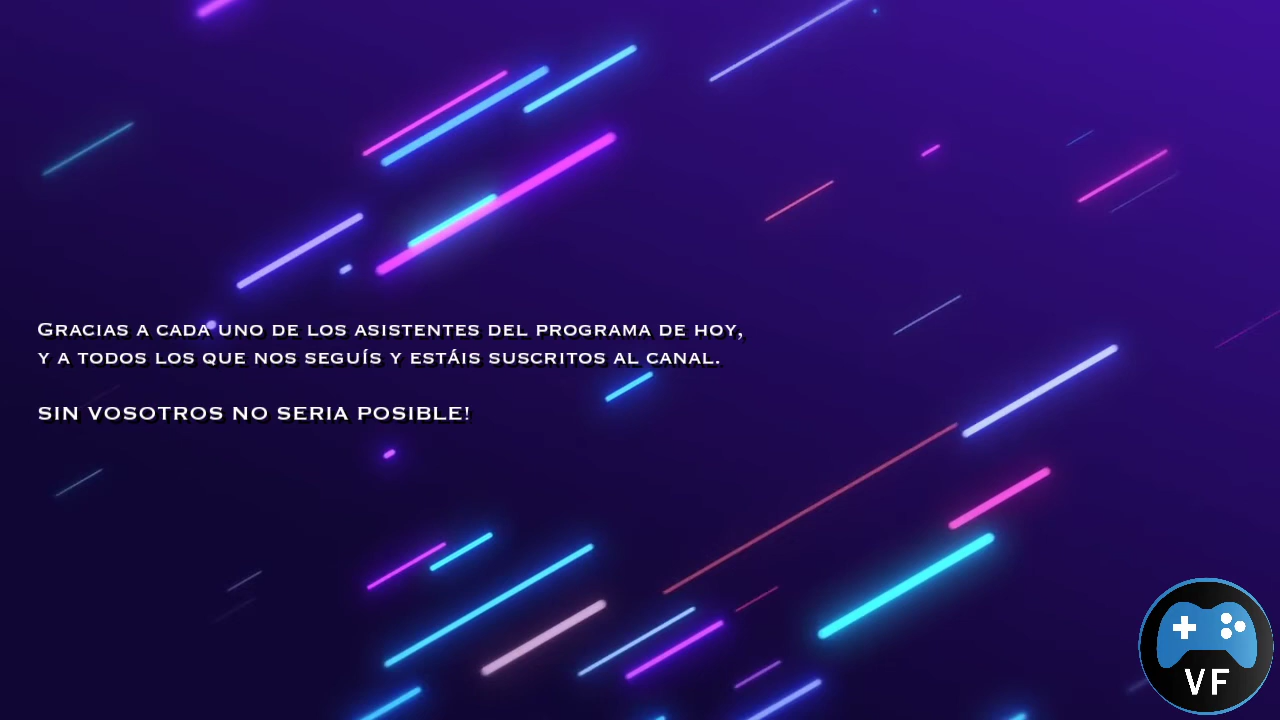 Gracias a cada uno de los asistentes del programa de hoy,
y a todos los que nos seguís y estáis suscritos al canal.
SIN VOSOTROS NO SERIA POSIBLE!
VF